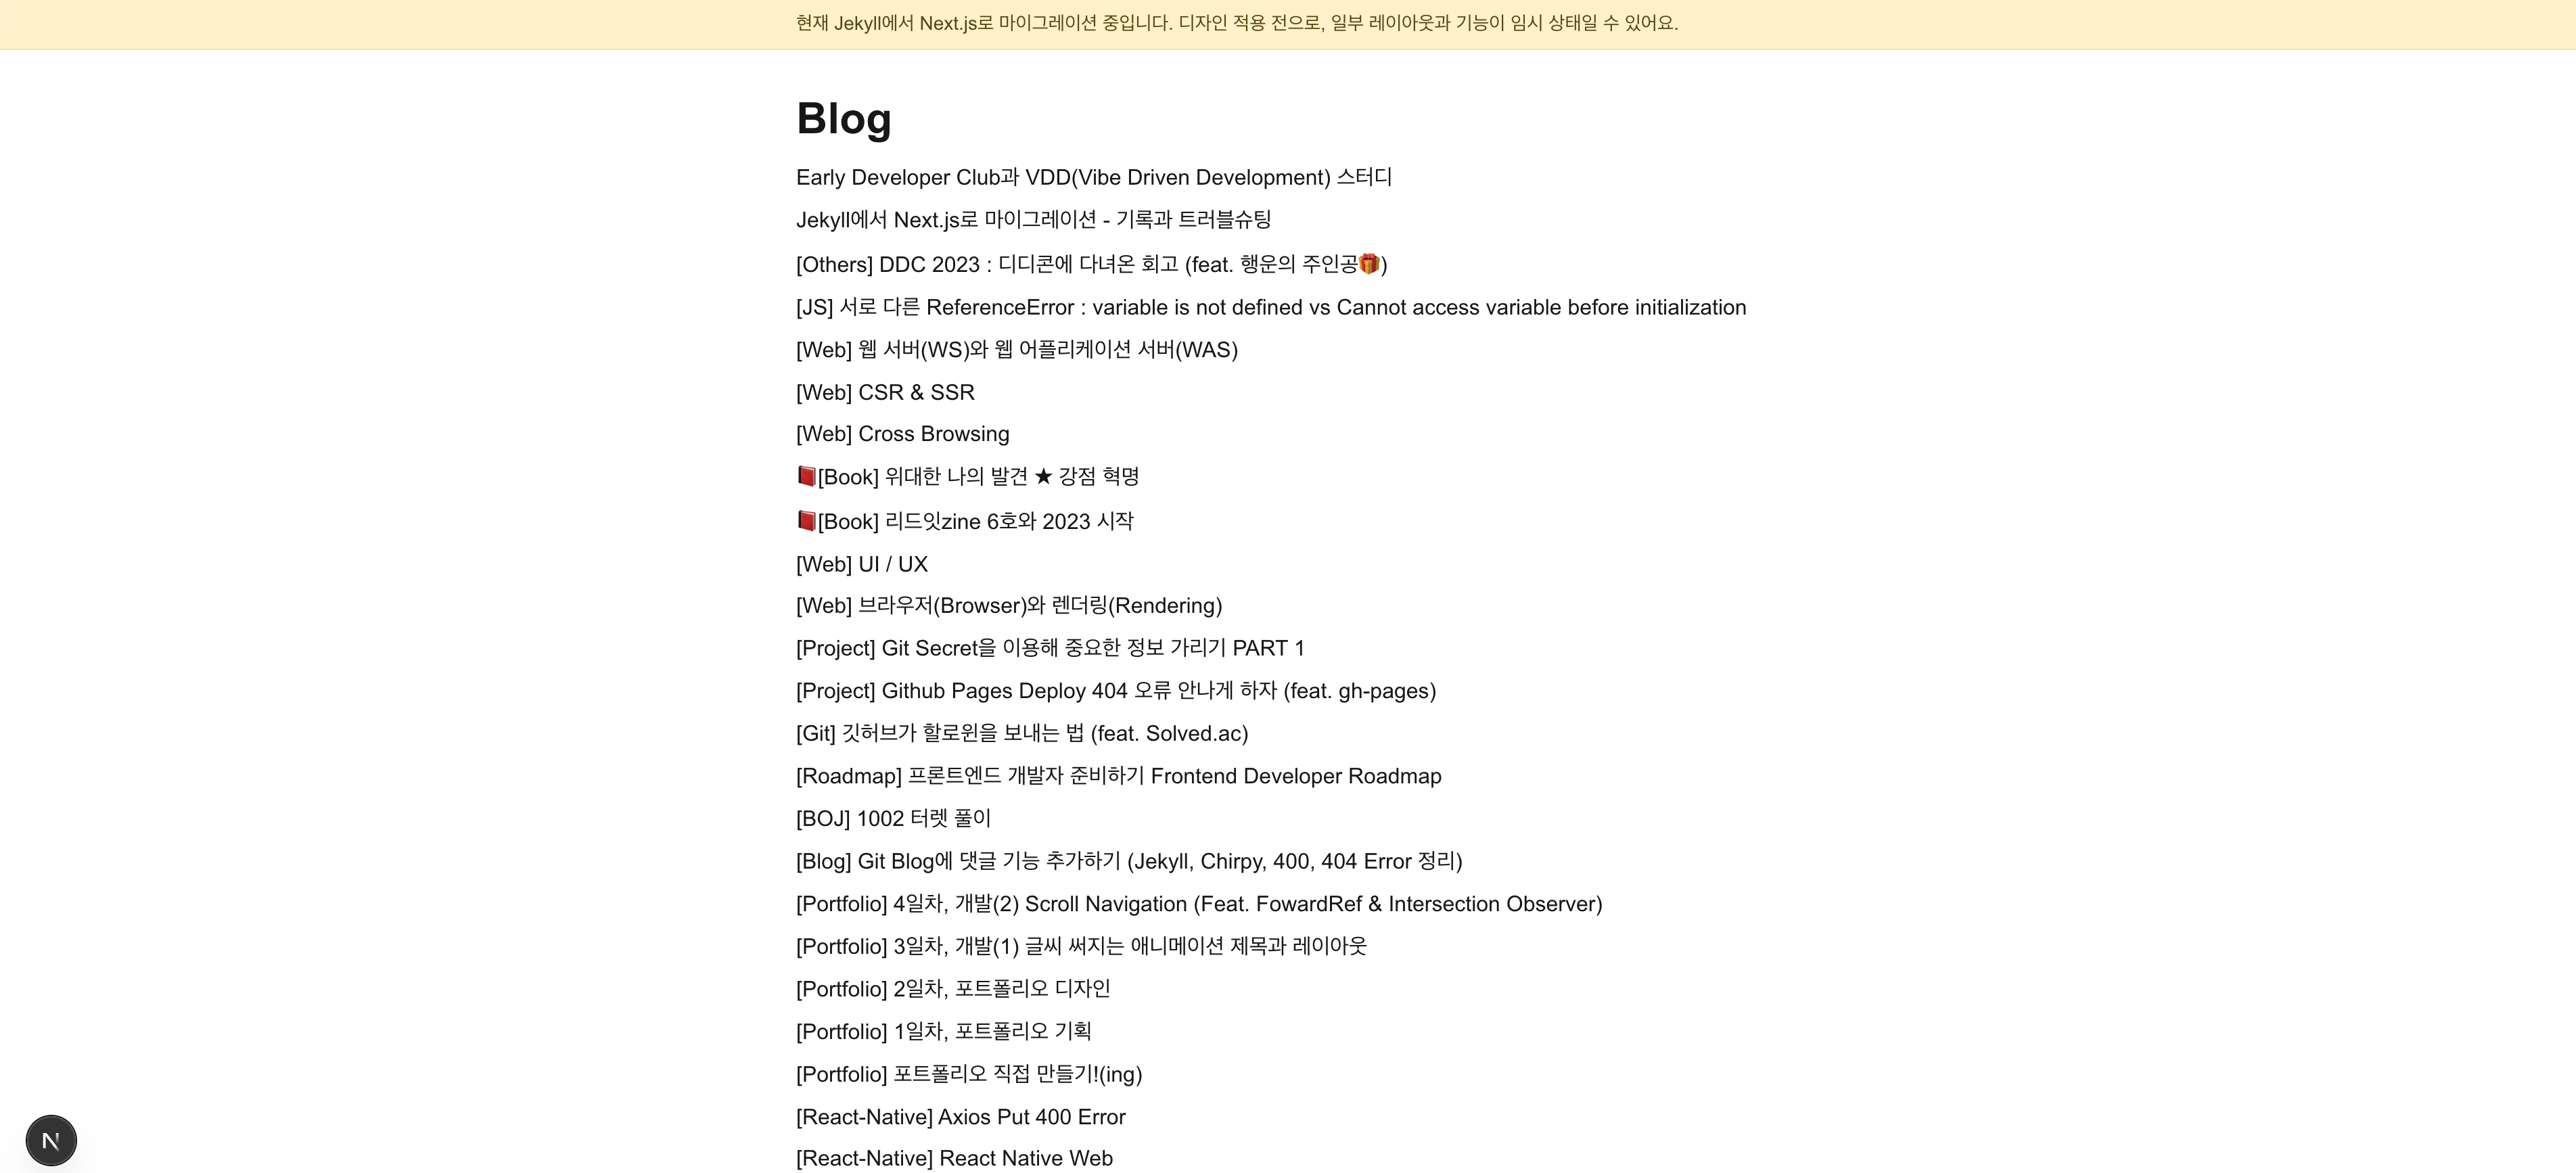 현재 Jekyll에서 Next.js로 마이그레이션 중입니다. 디자인 적용 전으로, 일부 레이아웃과 기능이 임시 상태일 수 있어요.
Blog
Early Developer Club과 VDD(Vibe Driven Development) 스터디
Jekyll에서 Next.js로 마이그레이션 - 기록과 트러블슈팅
[Others] DDC 2023 : 디디콘에 다녀온 회고 (feat. 행운의 주인공🎁)
[JS] 서로 다른 ReferenceError : variable is not defined vs Cannot access variable before initialization
[Web] 웹 서버(WS)와 웹 어플리케이션 서버(WAS)
[Web] CSR & SSR
[Web] Cross Browsing
📕[Book] 위대한 나의 발견 ★ 강점 혁명
📕[Book] 리드잇zine 6호와 2023 시작
[Web] UI / UX
[Web] 브라우저(Browser)와 렌더링(Rendering)
[Project] Git Secret을 이용해 중요한 정보 가리기 PART 1
[Project] Github Pages Deploy 404 오류 안나게 하자 (feat. gh-pages)
[Git] 깃허브가 할로윈을 보내는 법 (feat. Solved.ac)
[Roadmap] 프론트엔드 개발자 준비하기 Frontend Developer Roadmap
[BOJ] 1002 터렛 풀이
[Blog] Git Blog에 댓글 기능 추가하기 (Jekyll, Chirpy, 400, 404 Error 정리)
[Portfolio] 4일차, 개발(2) Scroll Navigation (Feat. FowardRef & Intersection Observer)
[Portfolio] 3일차, 개발(1) 글씨 써지는 애니메이션 제목과 레이아웃
[Portfolio] 2일차, 포트폴리오 디자인
[Portfolio] 1일차, 포트폴리오 기획
[Portfolio] 포트폴리오 직접 만들기!(ing)
[React-Native] Axios Put 400 Error
[React-Native] React Native Web
N